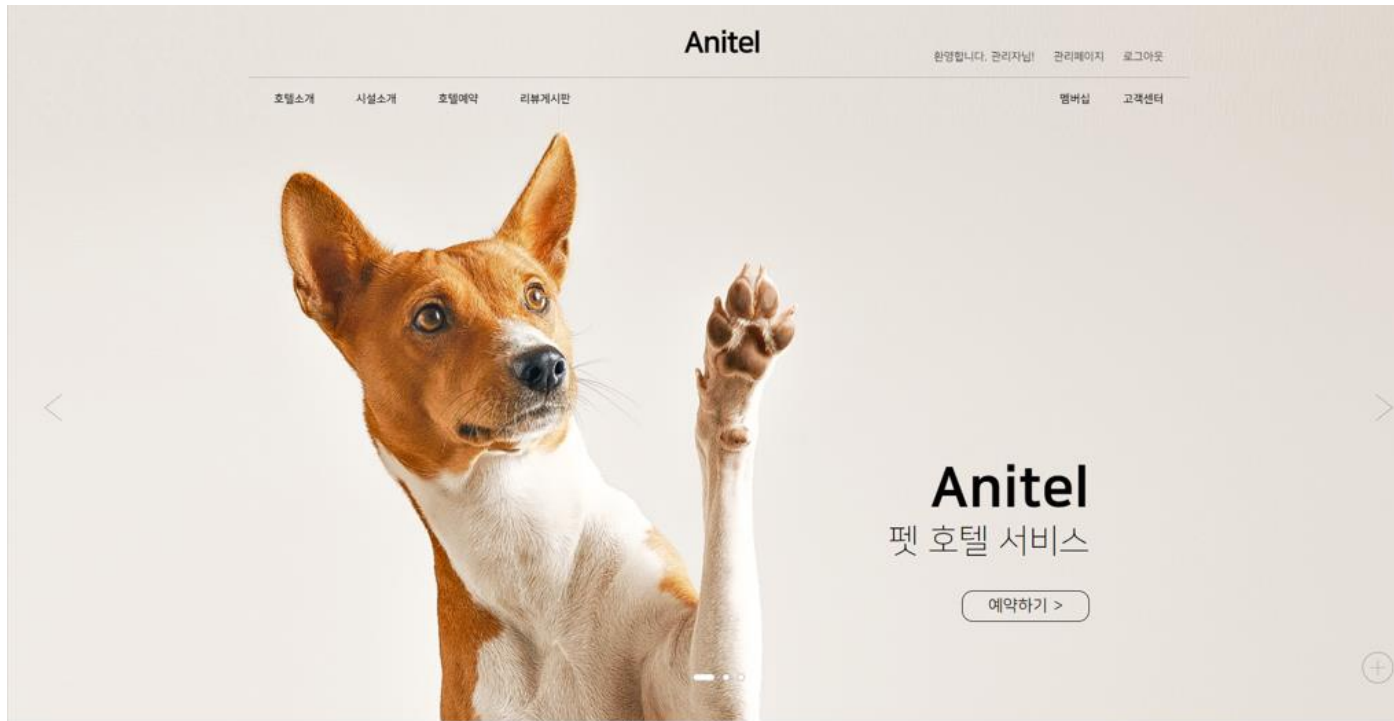 Anitel
환영합니다. 관리자님! 관리페이지 로그아웃
호텔소개 시설소개 호텔예약 리뷰게시판 멤버십 고객센터
Anitel
펫 호텔 서비스
예약하기 >